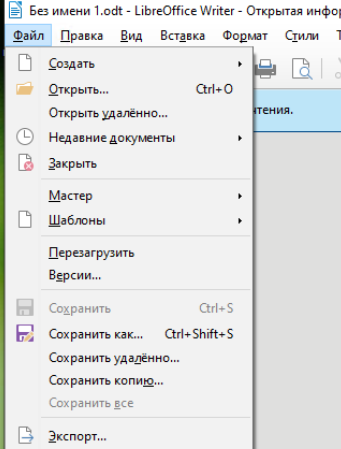 Без имени 1.odt - LibreOffice Writer - Открытая инфор
Файл Правка Вид Вставка Формат Стили Т
Создать
Открыть... Ctrl+O
Открыть удалённо...
чтения.
Недавние документы
Закрыть
Мастер
Шаблоны
Перезагрузить
Версии...
Сохранить Ctrl+S
Сохранить как... Ctrl+Shift+S
Сохранить удалённо...
Сохранить копию...
Сохранить все
Экспорт...